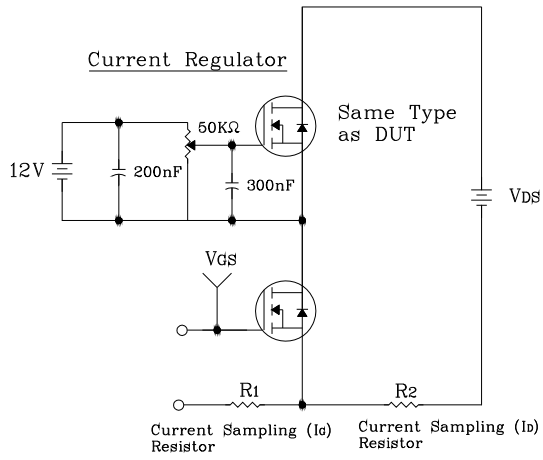 Current Regulator
Same Type
as DUT
50KΩ
12V
200nF
300nF
VDS
VGS
R1
R2
Current Sampling (IG)
Resistor
Current Sampling (ID)
Resistor